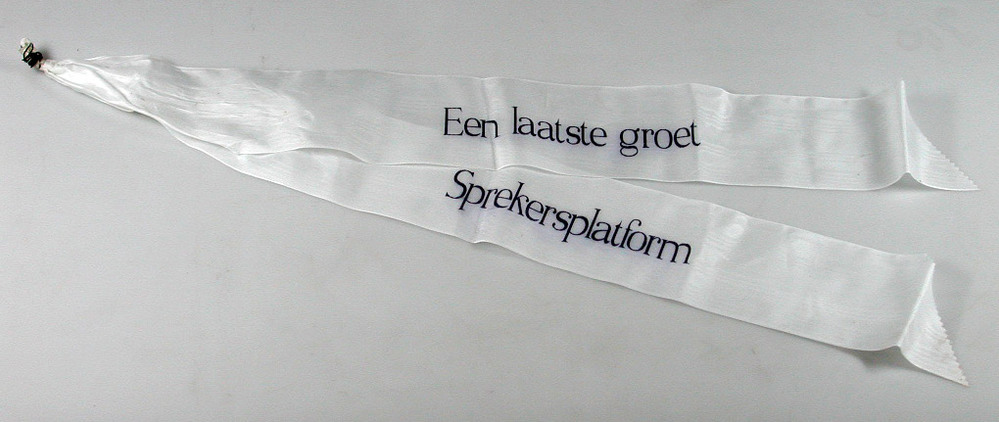 Een laatste groet
Sprekersplatform